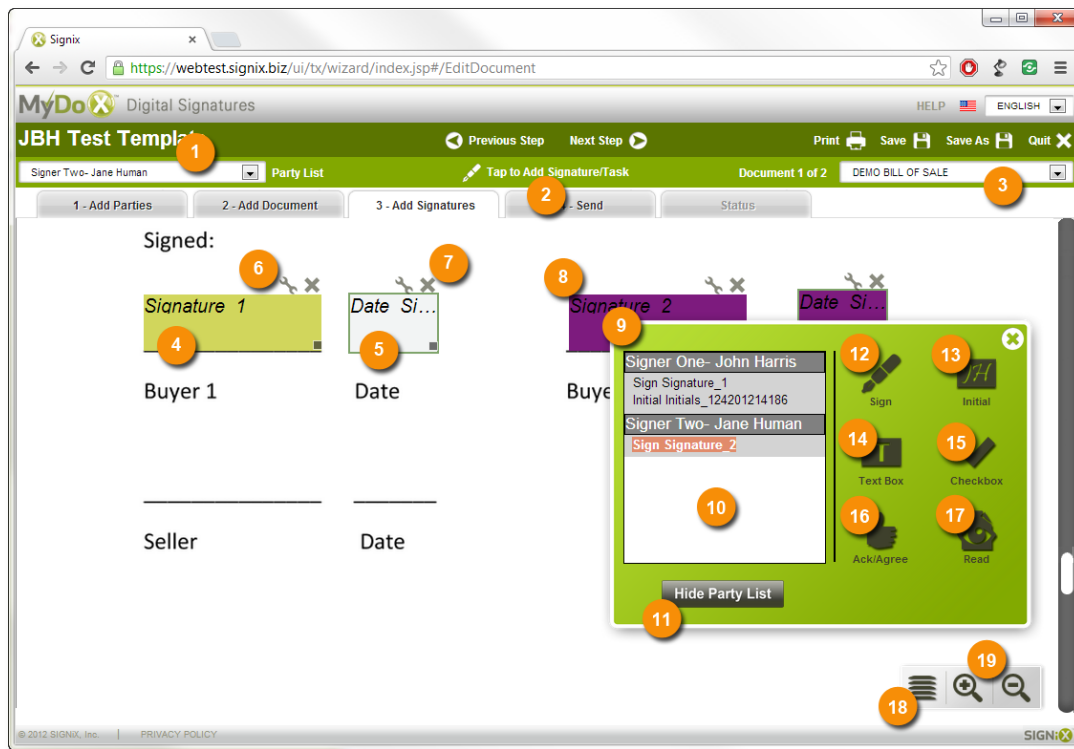 Signix
https://webtest.signix.biz/ui/tx/wizard/index.jsp#/EditDocument
MyDoX™ Digital Signatures
HELP ENGLISH
JBH Test Templat
1
Previous Step Next Step
Print Save Save As Quit
Signer Two- Jane Human Party List
Tap to Add Signature/Task
Document 1 of 2 DEMO BILL OF SALE
3
1 - Add Parties 2 - Add Document 3 - Add Signatures - Send Status
2
Signed:
6 7 8
Signature 1 Date Si... Signature 2 Date Si...
4 5 9
Buyer 1 Date Buye
Signer One- John Harris
Sign Signature_1
Initial Initials_124201214186
Signer Two- Jane Human
Sign Signature_2
10
12 13
JH
Sign Initial
14 15
T
Text Box Checkbox
16 17
Ack/Agree Read
Hide Party List
11
Seller Date
19
18
© 2012 SIGNiX, Inc. | PRIVACY POLICY
SIGNiX